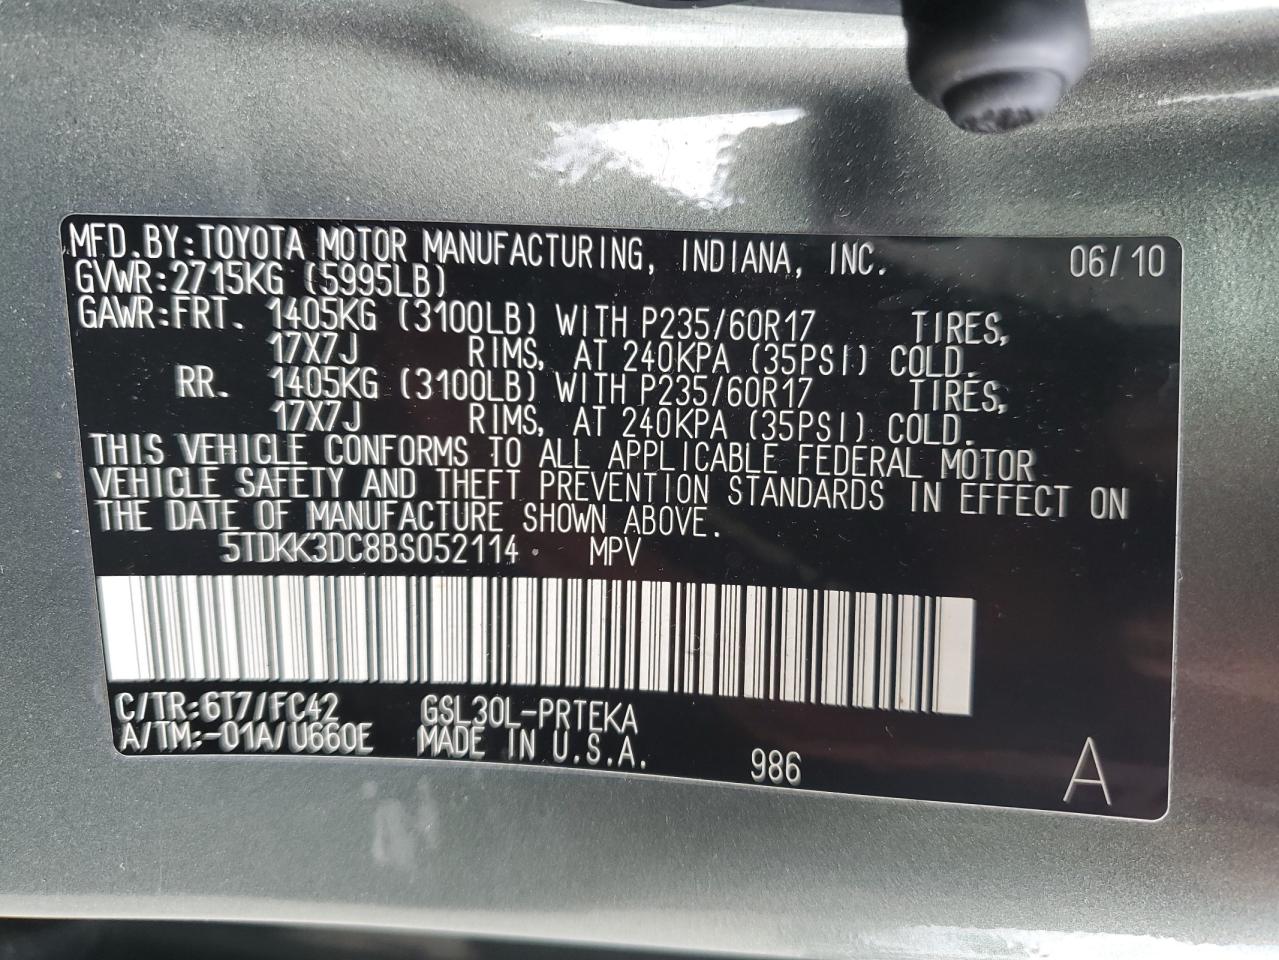 MFD.BY:TOYOTA MOTOR MANUFACTURING, INDIANA, INC. 06/10
GVWR:2715KG (5995LB)
GAWR:FRT. 1405KG (3100LB) WITH P235/60R17 TIRES,
17X7J RIMS, AT 240KPA (35PSI) COLD.
RR. 1405KG (3100LB) WITH P235/60R17 TIRES,
17X7J RIMS, AT 240KPA (35PSI) COLD.
THIS VEHICLE CONFORMS TO ALL APPLICABLE FEDERAL MOTOR
VEHICLE SAFETY AND THEFT PREVENTION STANDARDS IN EFFECT ON
THE DATE OF MANUFACTURE SHOWN ABOVE.
5TDKK3DC8BS052114 MPV
C/TR:6T7/FC42 GSL30L-PRTEKA
A/TM:-01A/U660E MADE IN U.S.A. 986 A